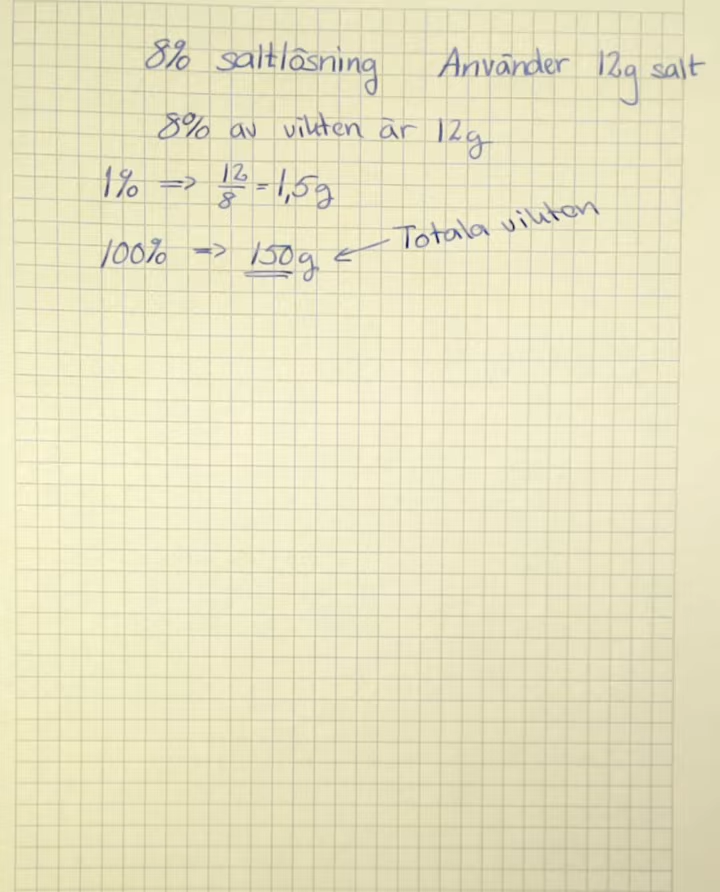 8% saltlösning Använder 12g salt
8% av vikten är 12g
1% => 12/8 = 1,5g
100% => 150g ← Totala vikten